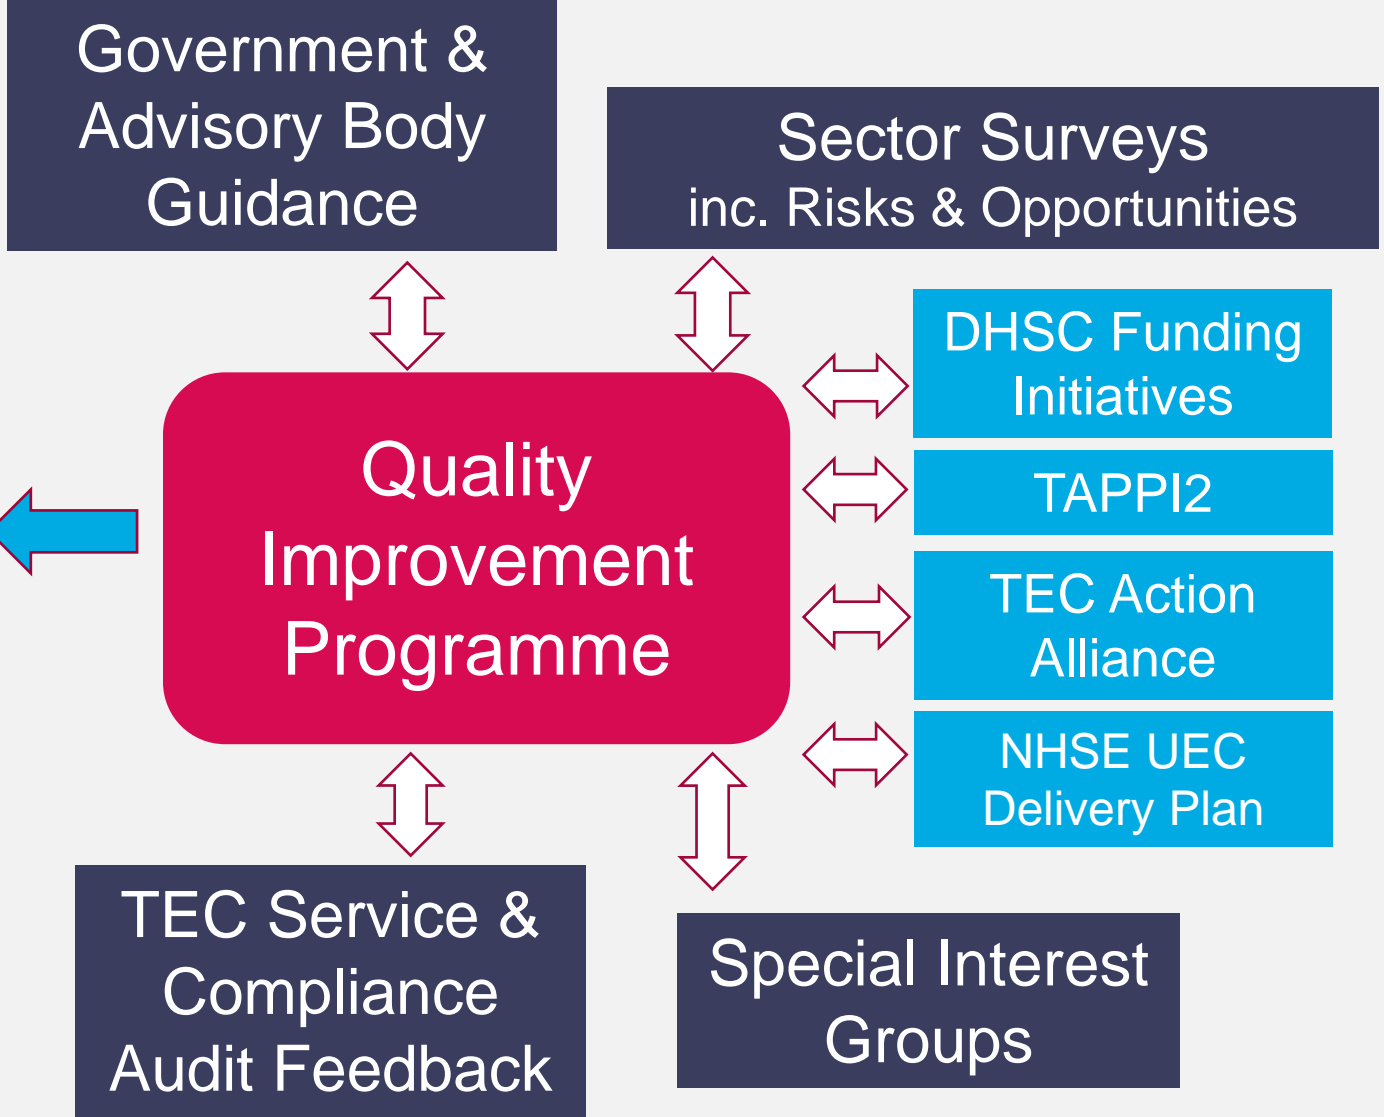 Government &
Advisory Body
Guidance
Sector Surveys
inc. Risks & Opportunities
DHSC Funding
Initiatives
TAPPI2
TEC Action
Alliance
NHSE UEC
Delivery Plan
Quality
Improvement
Programme
TEC Service &
Compliance
Audit Feedback
Special Interest
Groups